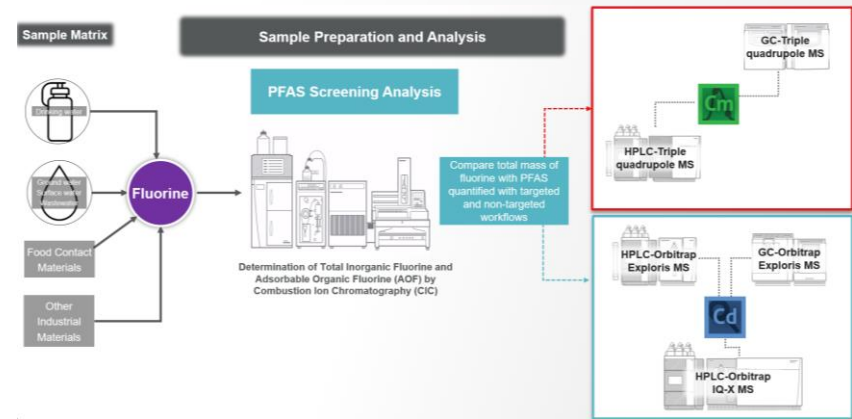 Sample Matrix
Sample Preparation and Analysis
PFAS Screening Analysis
Drinking water
Ground water
Surface water
Wastewater
Food Contact
Materials
Other
Industrial
Materials
Fluorine
Determination of Total Inorganic Fluorine and
Adsorbable Organic Fluorine (AOF) by
Combustion Ion Chromatography (CIC)
Compare total mass of
fluorine with PFAS
quantified with targeted
and non-targeted
workflows
GC-Triple
quadrupole MS
Cm
HPLC-Triple
quadrupole MS
HPLC-Orbitrap
Exploris MS
GC-Orbitrap
Exploris MS
Cd
HPLC-Orbitrap
IQ-X MS